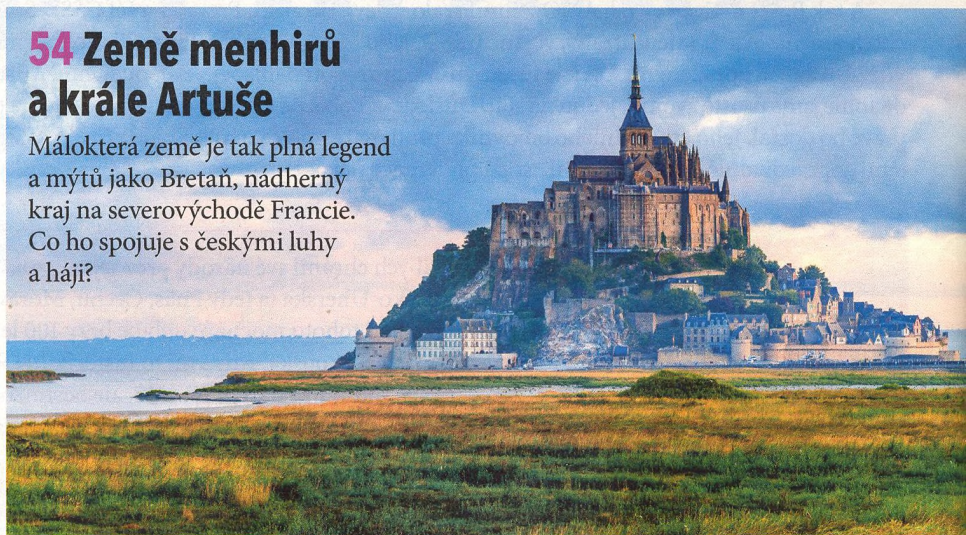 54 Země menhirů
a krále Artuše
Málokterá země je tak plná legend
a mýtů jako Bretaň, nádherný
kraj na severovýchodě Francie.
Co ho spojuje s českými luhy
a háji?